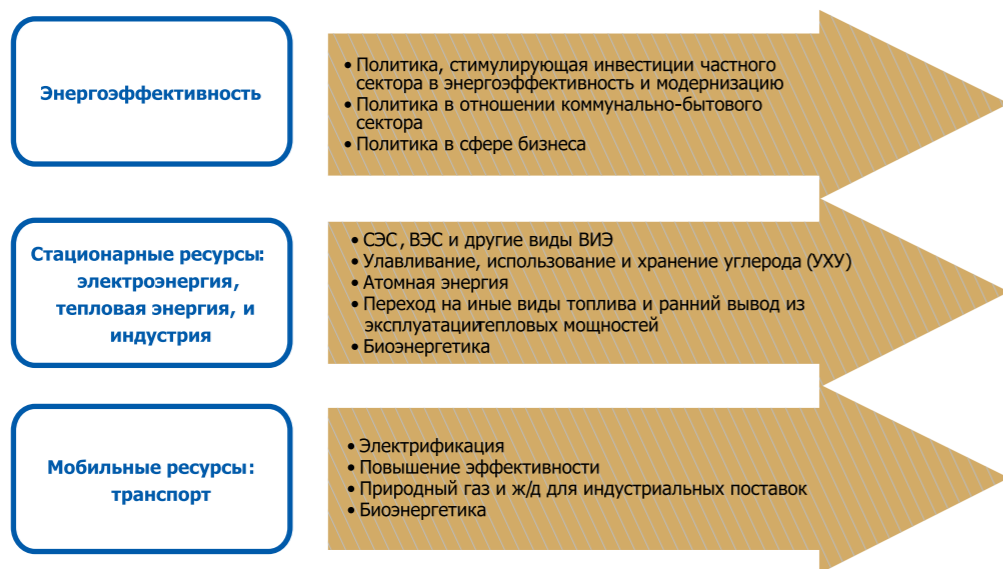 Энергоэффективность
• Политика, стимулирующая инвестиции частного
сектора в энергоэффективность и модернизацию
• Политика в отношении коммунально-бытового
сектора
• Политика в сфере бизнеса
Стационарные ресурсы:
электроэнергия,
тепловая энергия, и
индустрия
• СЭС, ВЭС и другие виды ВИЭ
• Улавливание, использование и хранение углерода (УХУ)
• Атомная энергия
• Переход на иные виды топлива и ранний вывод из
эксплуатации тепловых мощностей
• Биоэнергетика
Мобильные ресурсы:
транспорт
• Электрификация
• Повышение эффективности
• Природный газ и ж/д для индустриальных поставок
• Биоэнергетика